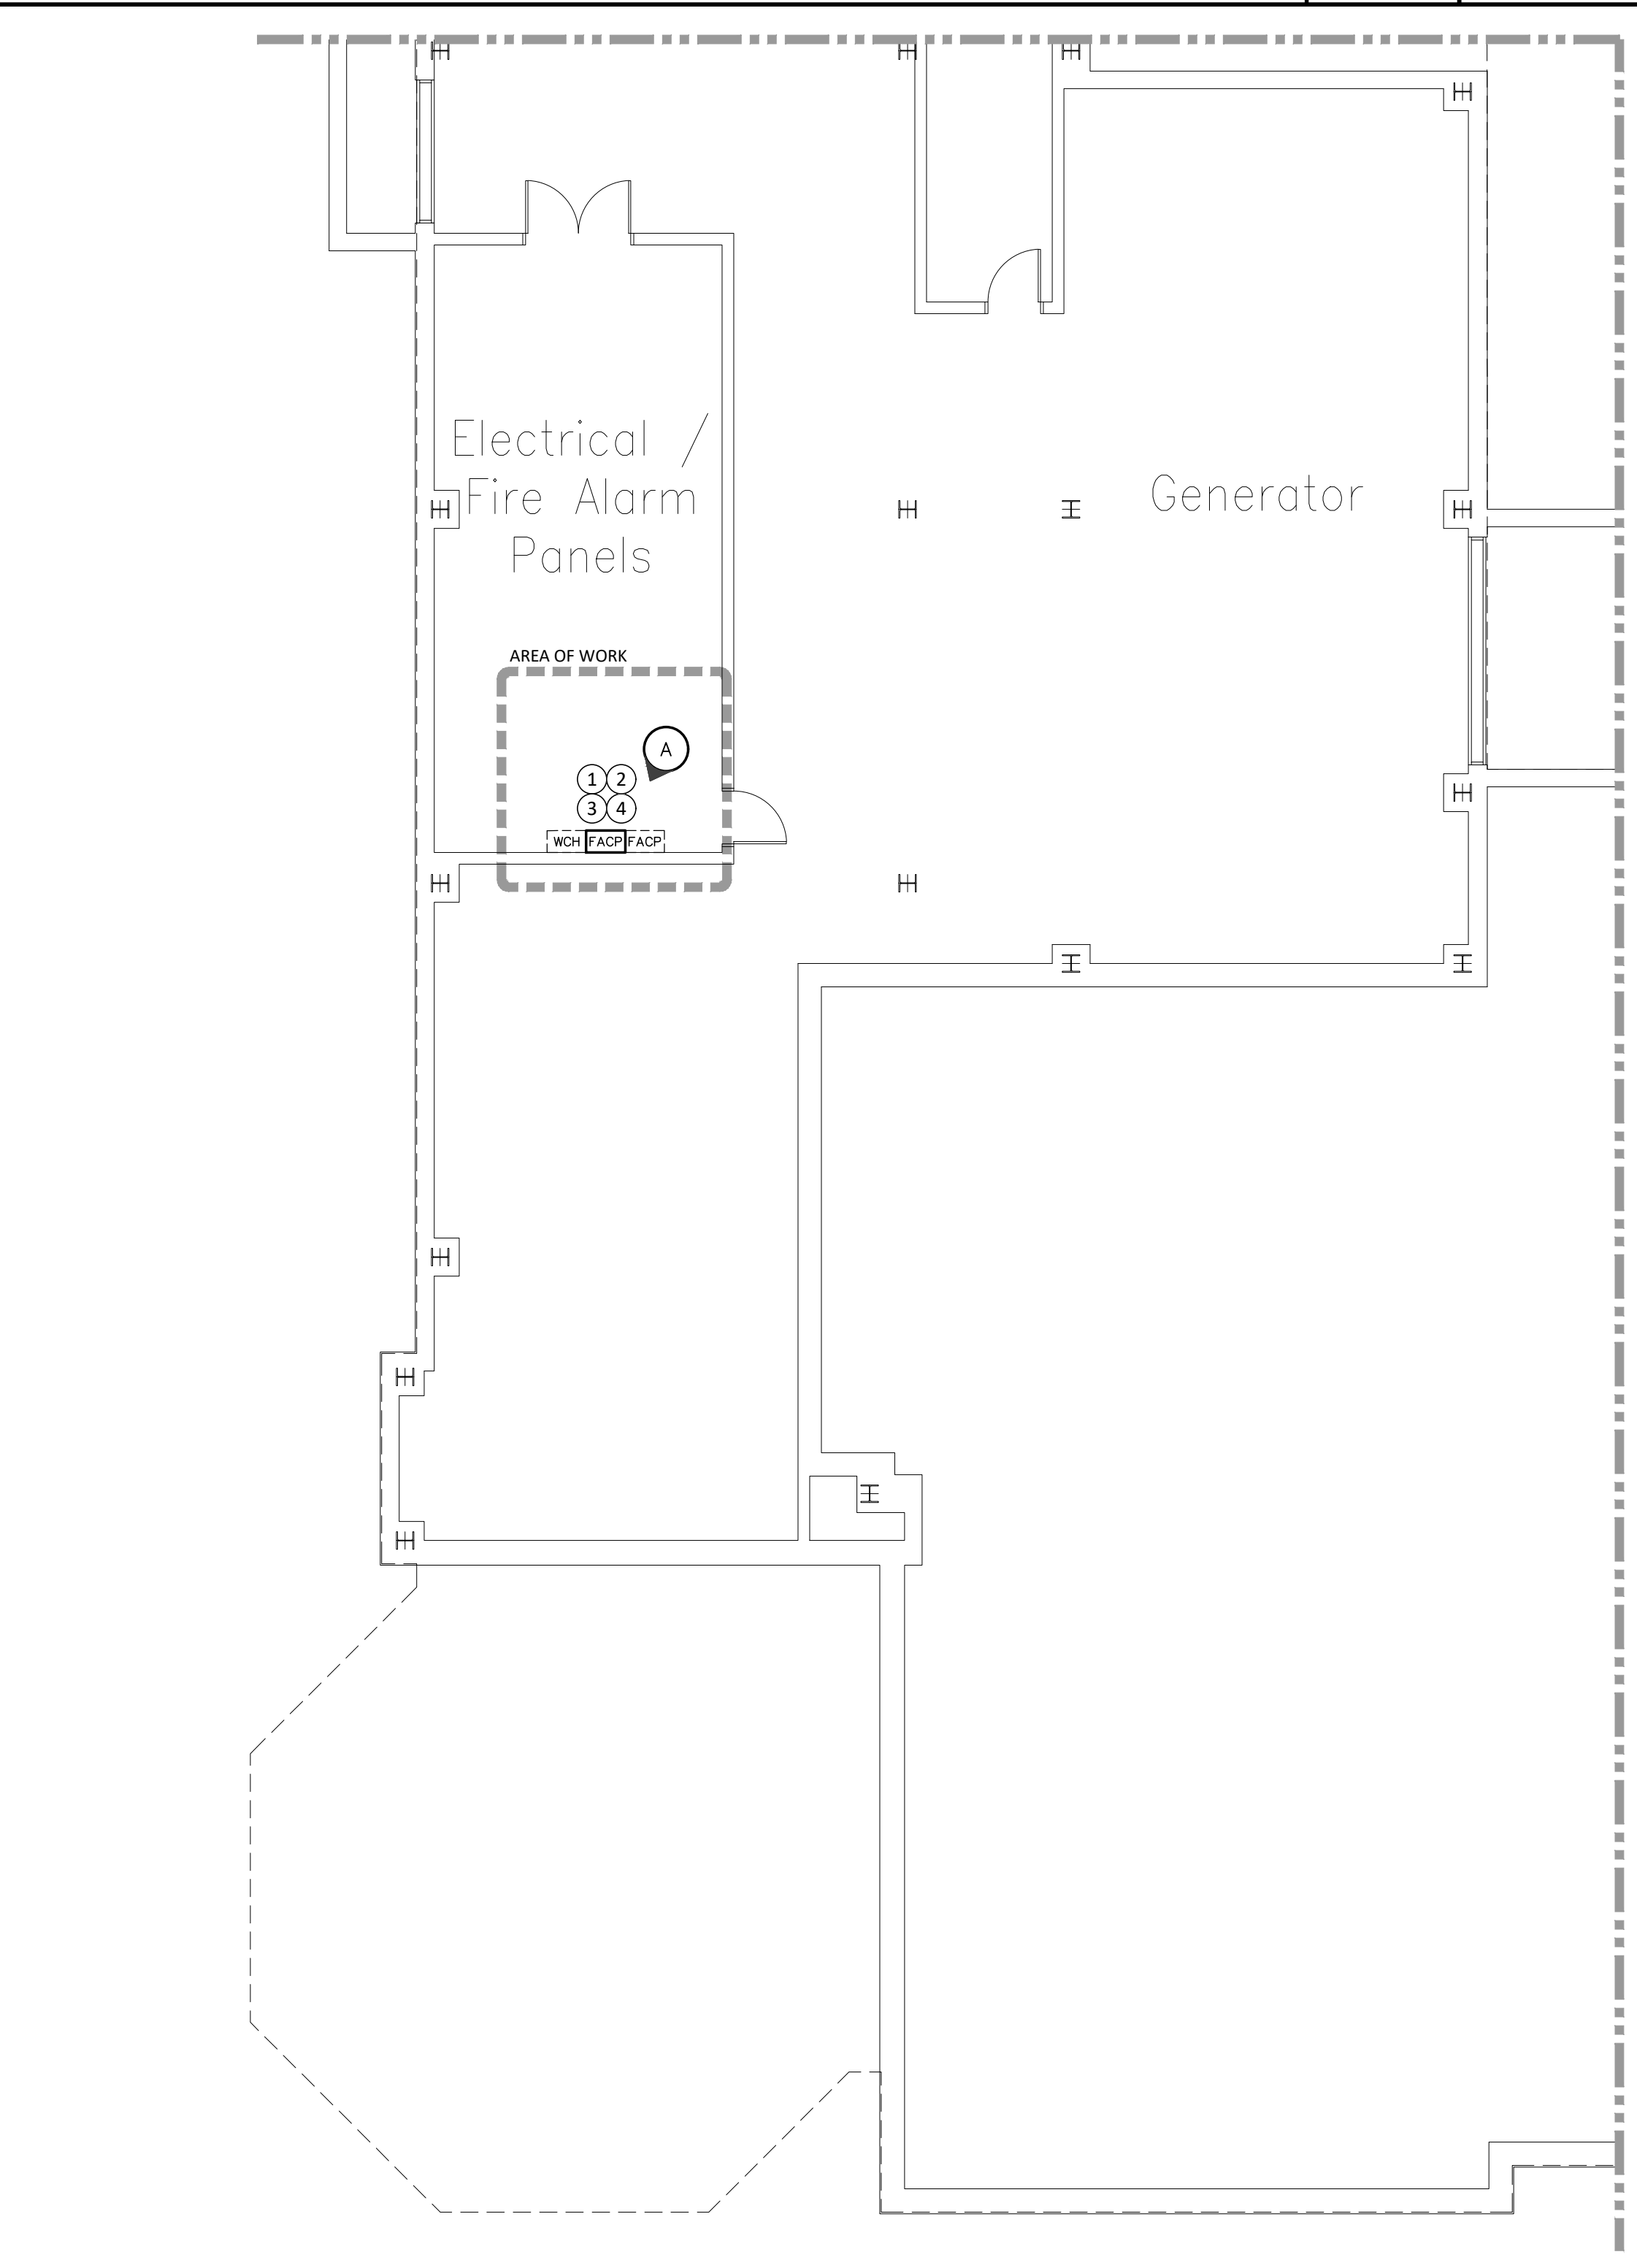 Electrical /
Fire Alarm
Panels
Generator
AREA OF WORK
A
1 2
3 4
WCH FACP FACP